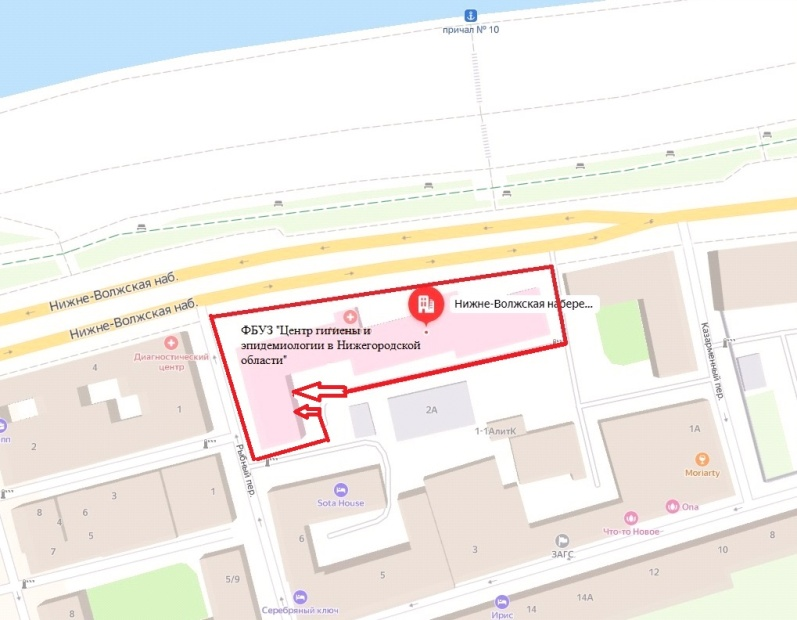 причал № 10
Нижне-Волжская наб.
Нижне-Волжская наб.
Нижне-Волжская набере...
ФБУЗ "Центр гигиены и
эпидемиологии в Нижегородской
области"
Диагностический
центр
Казарменный пер.
4
1
2
пп
2А
1-1АлитК
1А
Moriarty
Рыбный пер.
Sota House
Ona
Что-то Новое
ЗАГС
8
4
6
3
5
7
1
6
5
3
5/9
8
Серебряный ключ
Ирис
14
14А
12
10
8